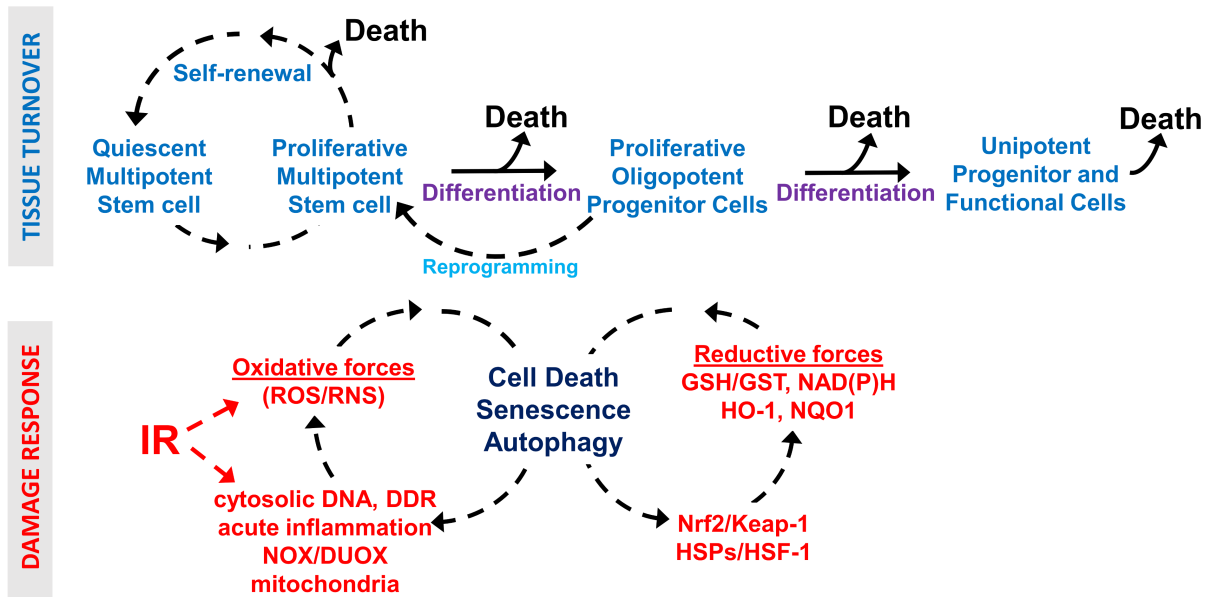 TISSUE TURNOVER
Death
Self-renewal
Quiescent
Multipotent
Stem cell
Proliferative
Multipotent
Stem cell
Death
Differentiation
Reprogramming
Proliferative
Oligopotent
Progenitor Cells
Death
Differentiation
Unipotent
Progenitor and
Functional Cells
Death
DAMAGE RESPONSE
IR
Oxidative forces
(ROS/RNS)
cytosolic DNA, DDR
acute inflammation
NOX/DUOX
mitochondria
Cell Death
Senescence
Autophagy
Reductive forces
GSH/GST, NAD(P)H
HO-1, NQO1
Nrf2/Keap-1
HSPs/HSF-1